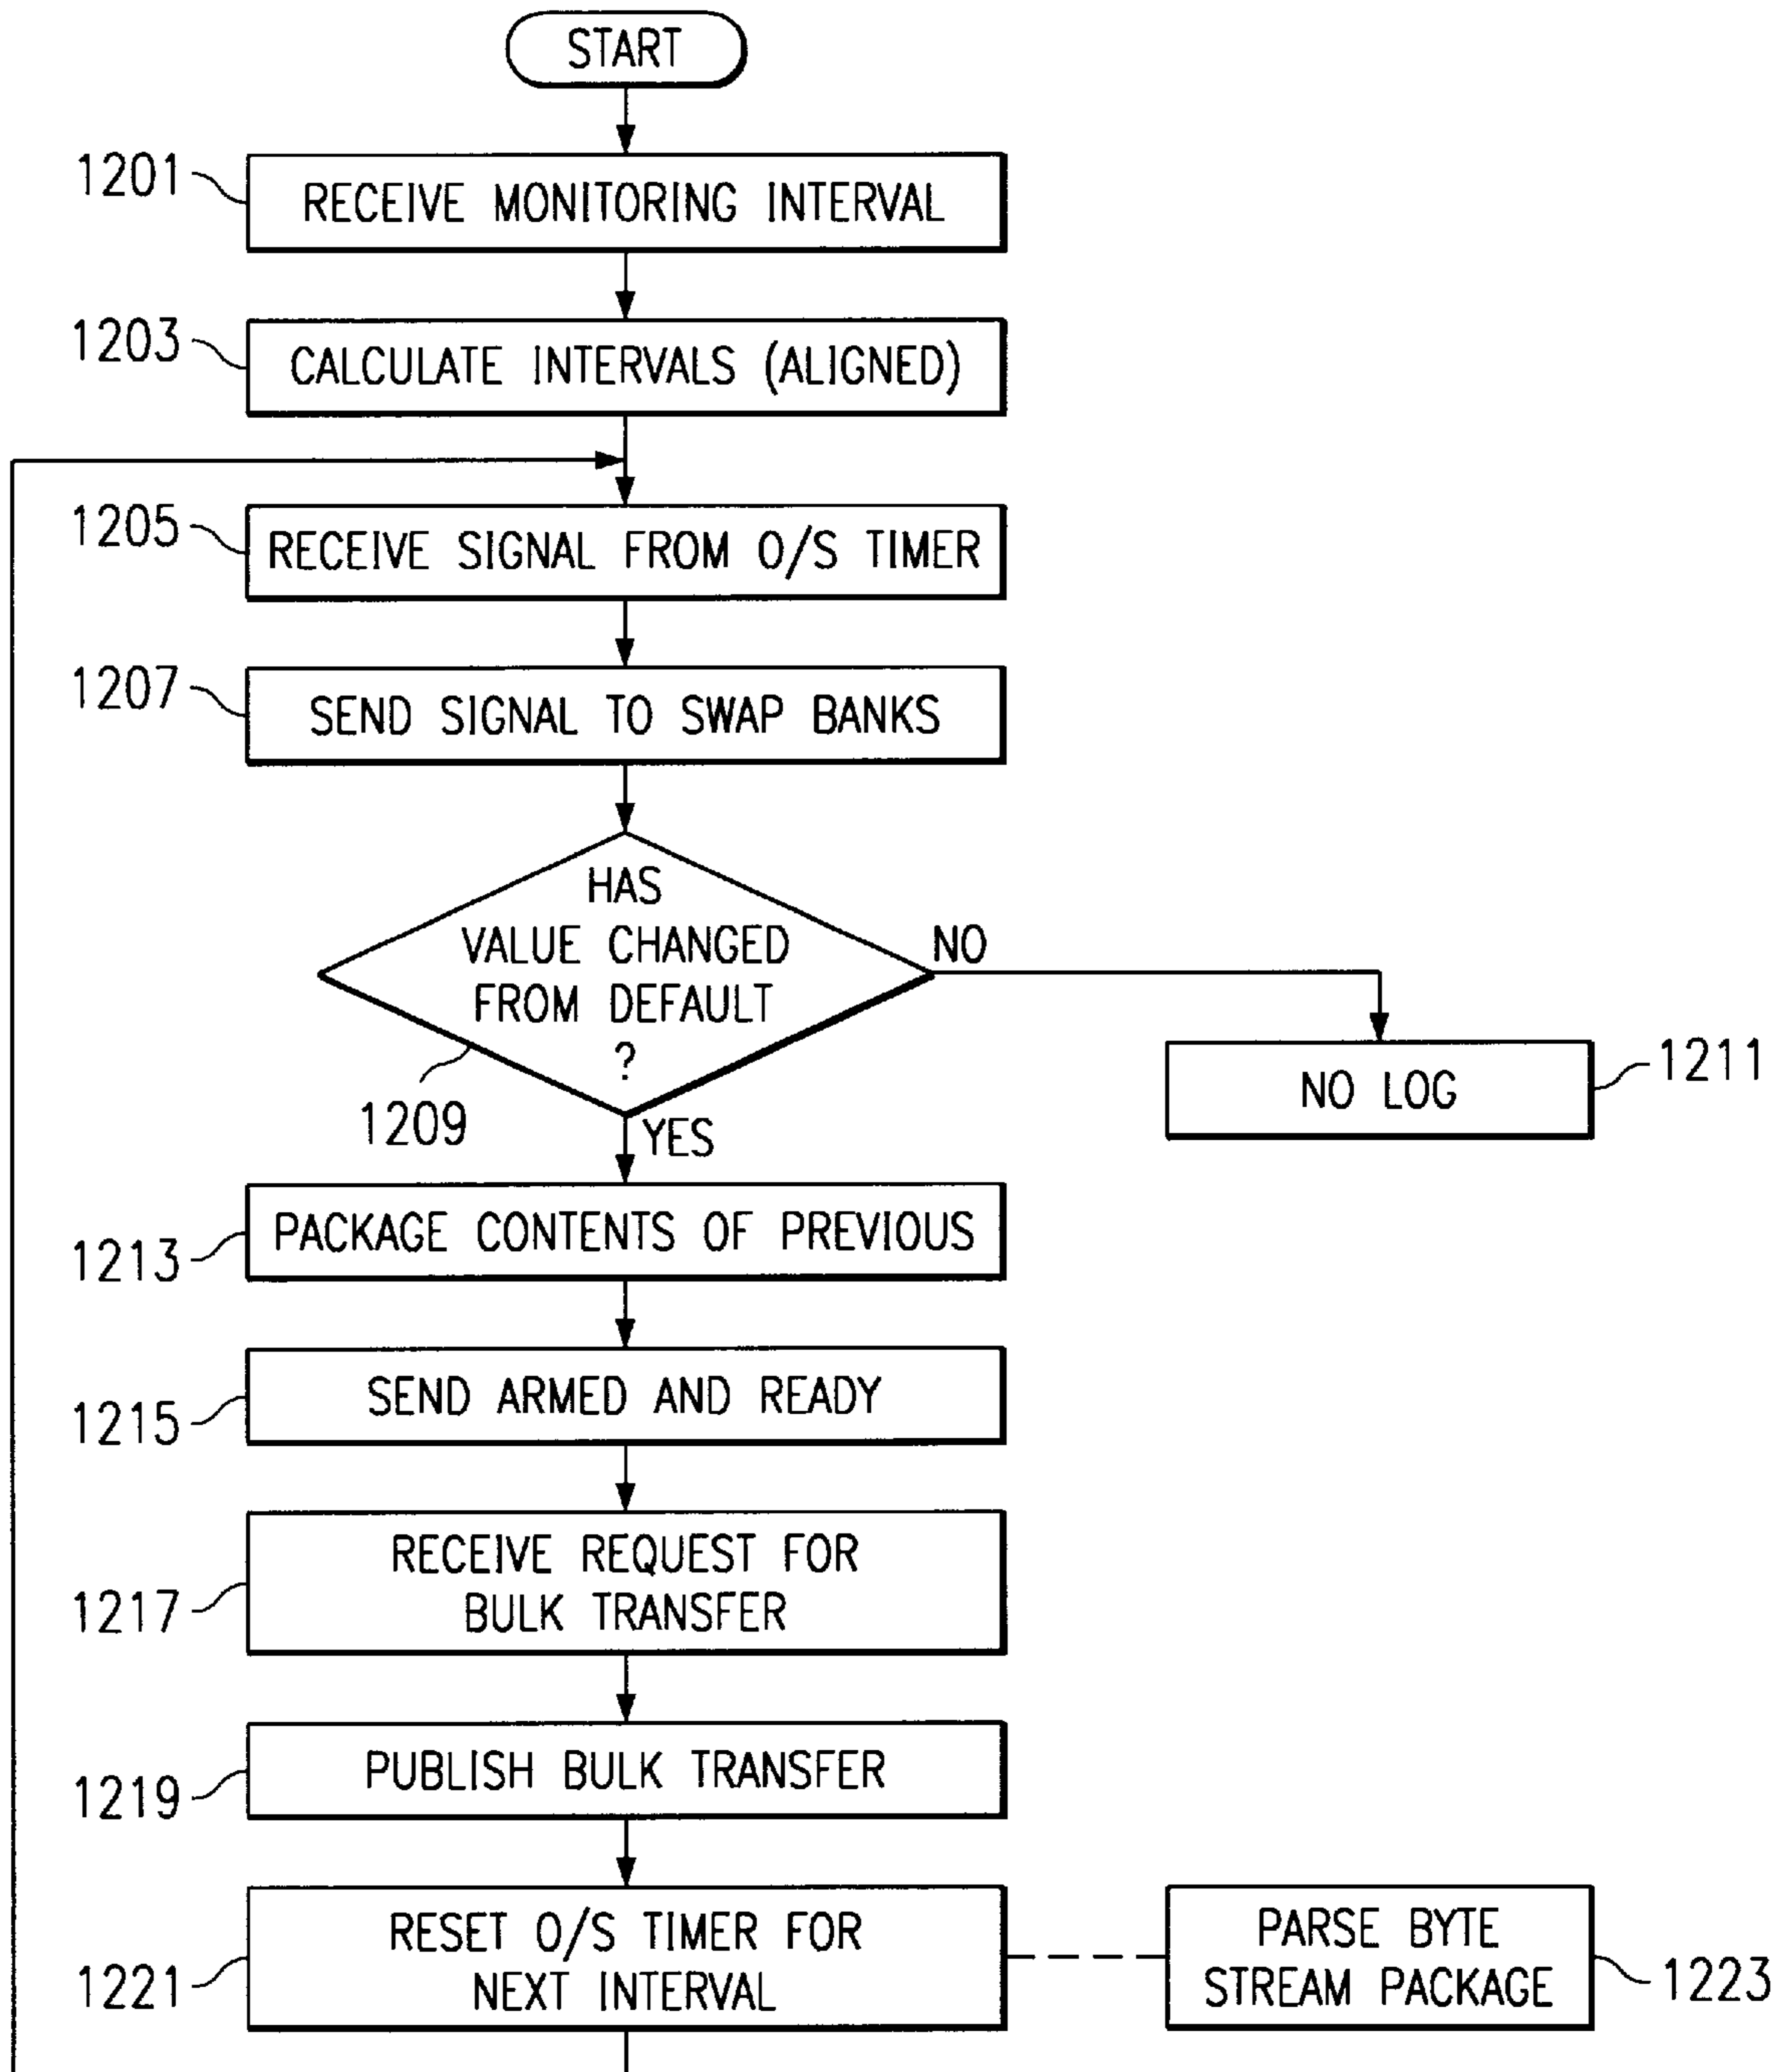 START
1201
RECEIVE MONITORING INTERVAL
1203
CALCULATE INTERVALS (ALIGNED)
1205
RECEIVE SIGNAL FROM O/S TIMER
1207
SEND SIGNAL TO SWAP BANKS
HAS
VALUE CHANGED
FROM DEFAULT
?
NO
1209
YES
NO LOG
1211
PACKAGE CONTENTS OF PREVIOUS
1213
SEND ARMED AND READY
1215
RECEIVE REQUEST FOR
BULK TRANSFER
1217
PUBLISH BULK TRANSFER
1219
RESET O/S TIMER FOR
NEXT INTERVAL
1221
PARSE BYTE
STREAM PACKAGE
1223